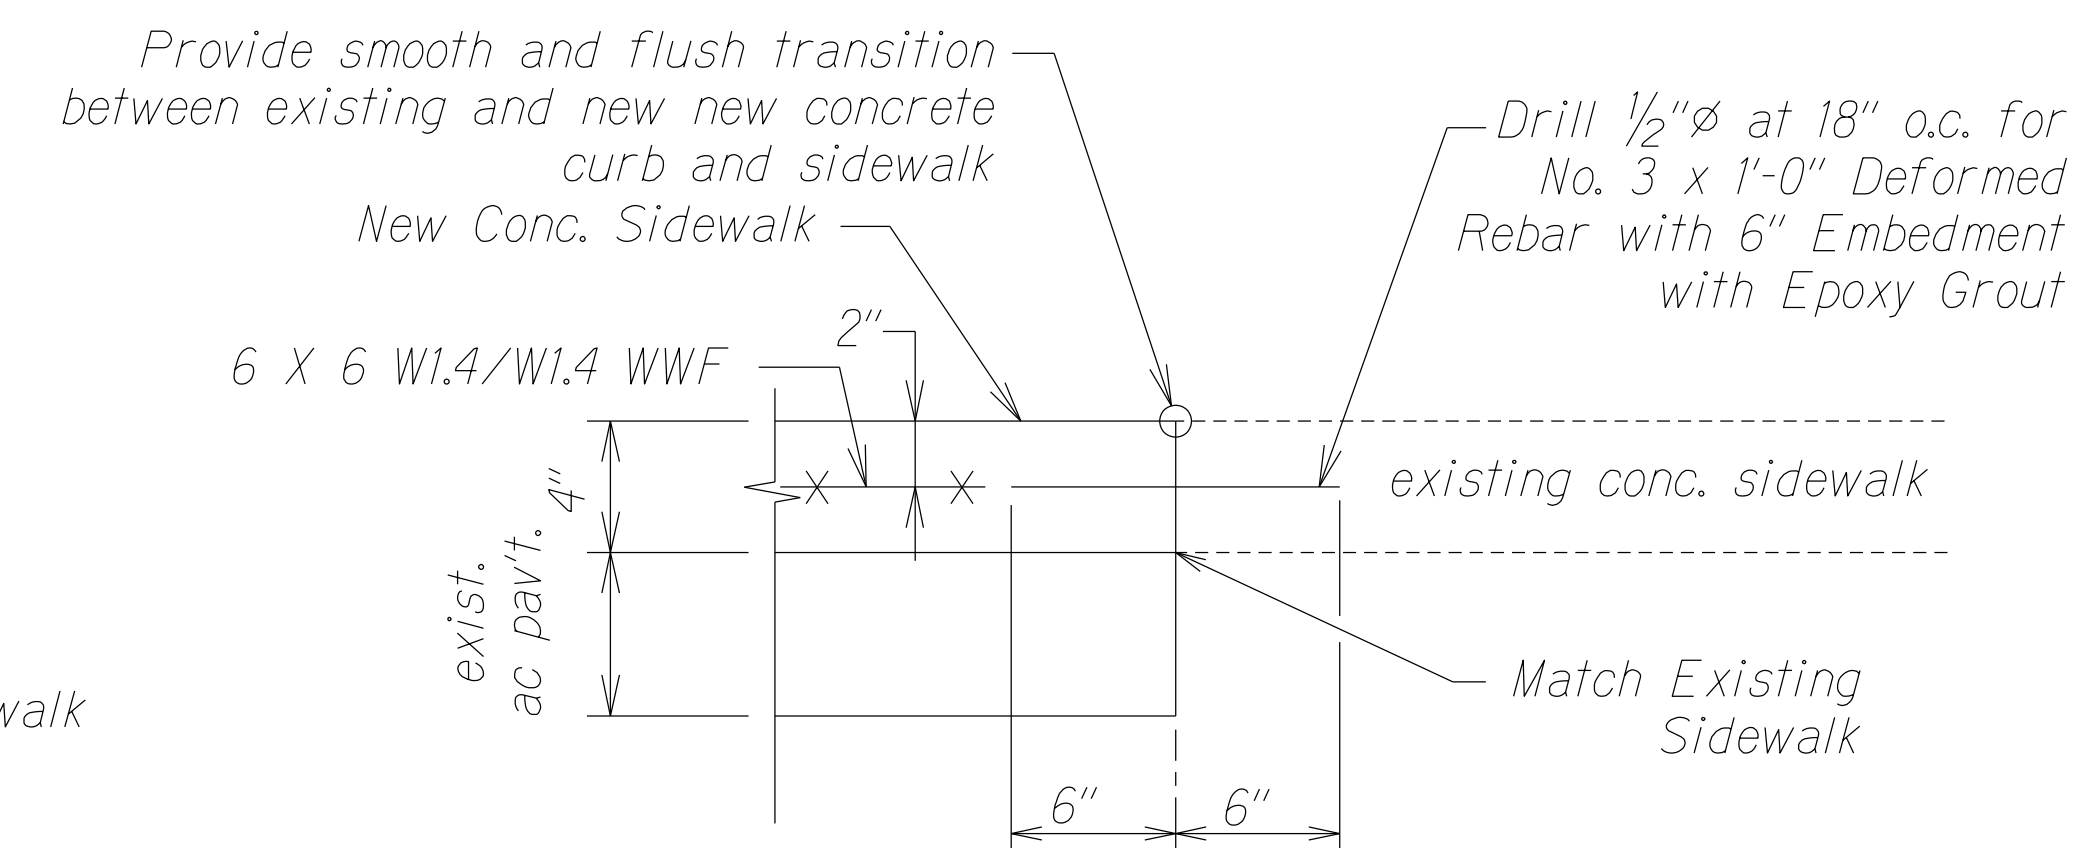 Provide smooth and flush transition
between existing and new new concrete
curb and sidewalk
New Conc. Sidewalk
2"
6 X 6 W1.4/W1.4 WWF
Drill 1/2"ø at 18" o.c. for
No. 3 x 1'-0" Deformed
Rebar with 6" Embedment
with Epoxy Grout
existing conc. sidewalk
4"
exist.
ac pav't.
Match Existing
Sidewalk
6"
6"